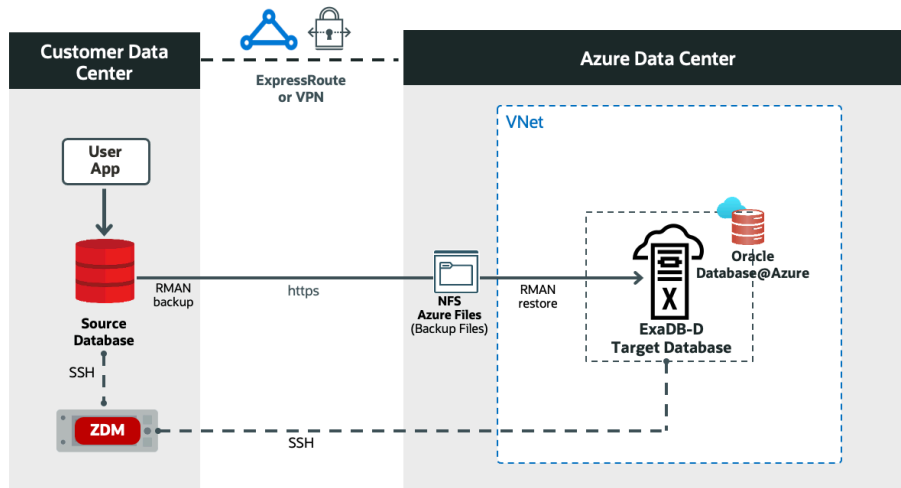 Customer Data
Center
ExpressRoute
or VPN
Azure Data Center
VNet
User
App
Source
Database
RMAN
backup
https
NFS
Azure Files
(Backup Files)
RMAN
restore
X
Oracle
Database@Azure
ExaDB-D
Target Database
SSH
ZDM
SSH